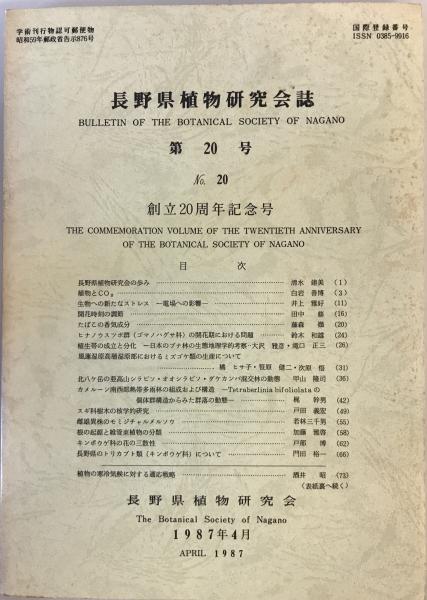 学術刊行物認可郵便物
昭和59年郵政省告示876号
国際登録番号
ISSN 0385-9916
長野県植物研究会誌
BULLETIN OF THE BOTANICAL SOCIETY OF NAGANO
第 20 号
No. 20
創立20周年記念号
THE COMMEMORATION VOLUME OF THE TWENTIETH ANNIVERSARY
OF THE BOTANICAL SOCIETY OF NAGANO
目 次
長野県植物研究会の歩み 清水 建美 (1)
植物とCO₂ 白岩 善博 (3)
生物への新たなストレス —電場への影響— 井上 雅好 (11)
開花時刻の調節 田中 修 (16)
たばこの香気成分 藤森 嶺 (20)
ヒナノウスツボ群(ゴマノハグサ科)の開花期における問題 鈴木 和雄 (24)
植生帯の成立と分化 —日本のブナ林の生態地理学的考察— 大沢 雅彦・滝口 正三 (26)
風蓮湿原高層湿原部におけるミズゴケ類の生産について
橘 ヒサ子・笹原 健二・次原 悟 (31)
北八ケ岳の亜高山シラビソ・オオシラビソ・ダケカンバ混交林の動態 甲山 隆司 (36)
カメルーン南西部熱帯多雨林の組成および構造 —Tetraberlinia bifoliolataの
個体群構造からみた群落の動態— 梶 幹男 (42)
スギ科樹木の核学的研究 戸田 義宏 (49)
雌雄異株のモミジチャルメルソウ 若林三千男 (55)
根の起源と維管束植物の分類 加藤 雅啓 (58)
キンポウゲ科の花の三数性 戸部 博 (62)
長野県のトリカブト類(キンポウゲ科)について 門田 裕一 (66)
植物の寒冷気候に対する適応戦略 酒井 昭 (73)
(表紙裏へ続く)
長野県植物研究会
The Botanical Society of Nagano
1987年4月
APRIL 1987